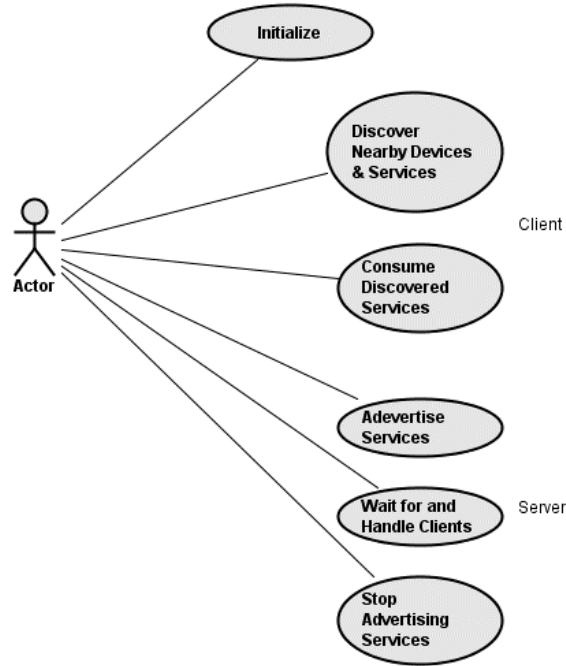 Initialize
Discover
Nearby Devices
& Services
Client
Actor
Consume
Discovered
Services
Adevertise
Services
Wait for and
Handle Clients
Server
Stop
Advertising
Services